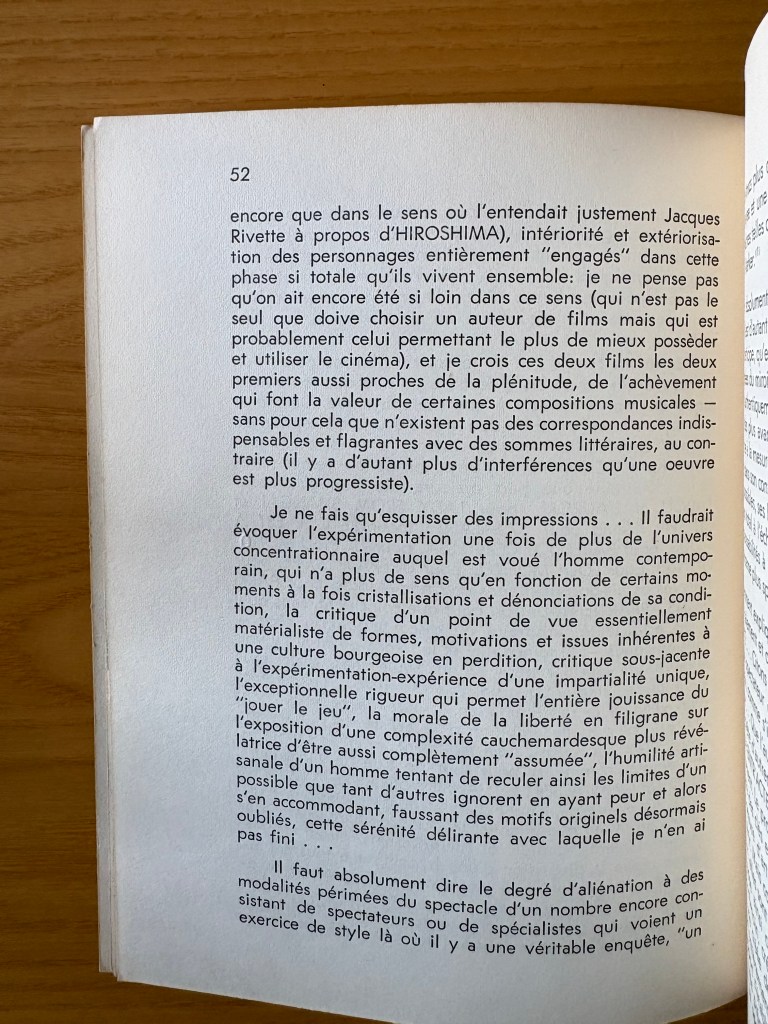 52
encore que dans le sens où l'entendait justement Jacques
Rivette à propos d'HIROSHIMA), intériorité et extériorisa-
tion des personnages entièrement "engagés" dans cette
phase si totale qu'ils vivent ensemble: je ne pense pas
qu'on ait encore été si loin dans ce sens (qui n'est pas le
seul que doive choisir un auteur de films mais qui est
probablement celui permettant le plus de mieux possèder
et utiliser le cinéma), et je crois ces deux films les deux
premiers aussi proches de la plénitude, de l'achèvement
qui font la valeur de certaines compositions musicales —
sans pour cela que n'existent pas des correspondances indis-
pensables et flagrantes avec des sommes littéraires, au con-
traire (il y a d'autant plus d'interférences qu'une oeuvre
est plus progressiste).
Je ne fais qu'esquisser des impressions . . . Il faudrait
évoquer l'expérimentation une fois de plus de l'univers
concentrationnaire auquel est voué l'homme contempo-
rain, qui n'a plus de sens qu'en fonction de certains mo-
ments à la fois cristallisations et dénonciations de sa condi-
tion, la critique d'un point de vue essentiellement
matérialiste de formes, motivations et issues inhérentes à
une culture bourgeoise en perdition, critique sous-jacente
à l'expérimentation-expérience d'une impartialité unique,
l'exceptionnelle rigueur qui permet l'entière jouissance du
"jouer le jeu", la morale de la liberté en filigrane sur
l'exposition d'une complexité cauchemardesque plus révé-
latrice d'être aussi complètement "assumée", l'humilité arti-
sanale d'un homme tentant de reculer ainsi les limites d'un
possible que tant d'autres ignorent en ayant peur et alors
s'en accommodant, faussant des motifs originels désormais
oubliés, cette sérénité délirante avec laquelle je n'en ai
pas fini . . .
Il faut absolument dire le degré d'aliénation à des
modalités périmées du spectacle d'un nombre encore con-
sistant de spectateurs ou de spécialistes qui voient un
exercice de style là où il y a une véritable enquête, "un